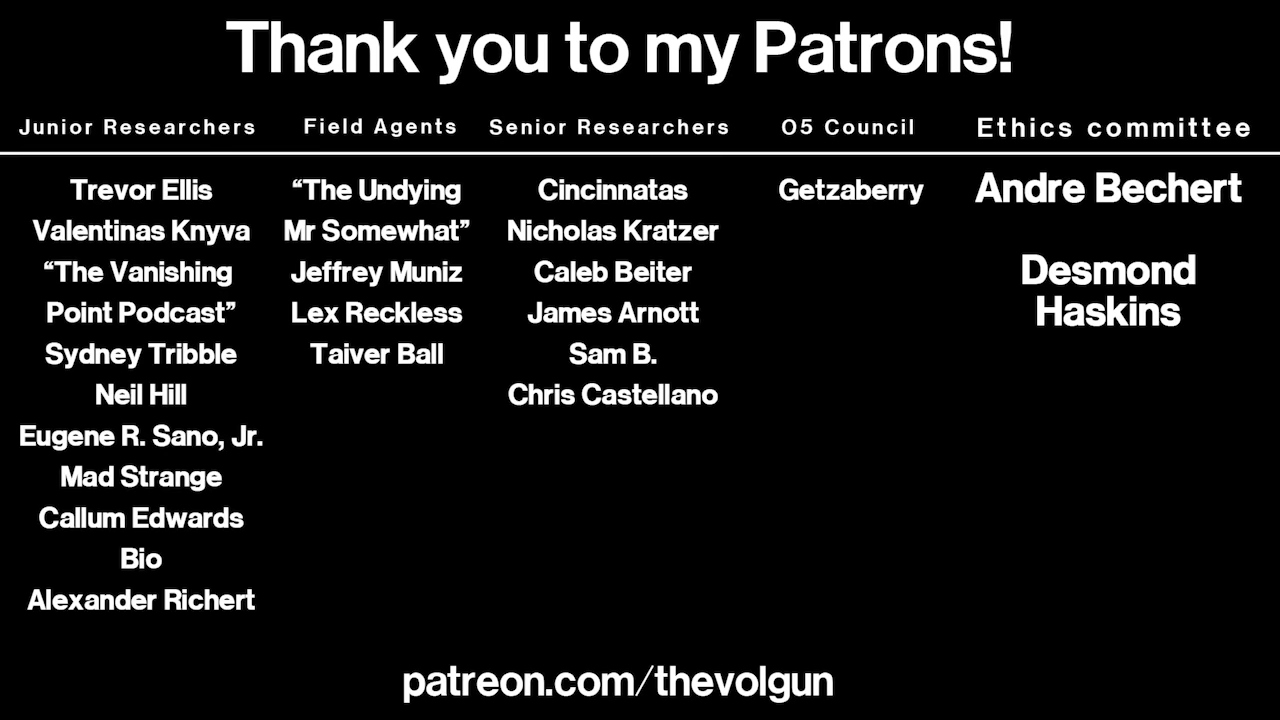 Thank you to my Patrons!
Junior Researchers
Trevor Ellis
Valentinas Knyva
“The Vanishing
Point Podcast”
Sydney Tribble
Neil Hill
Eugene R. Sano, Jr.
Mad Strange
Callum Edwards
Bio
Alexander Richert
Field Agents
“The Undying
Mr Somewhat”
Jeffrey Muniz
Lex Reckless
Taiver Ball
Senior Researchers
Cincinnatas
Nicholas Kratzer
Caleb Beiter
James Arnott
Sam B.
Chris Castellano
O5 Council
Getzaberry
Ethics committee
Andre Bechert
Desmond
Haskins
patreon.com/thevolgun